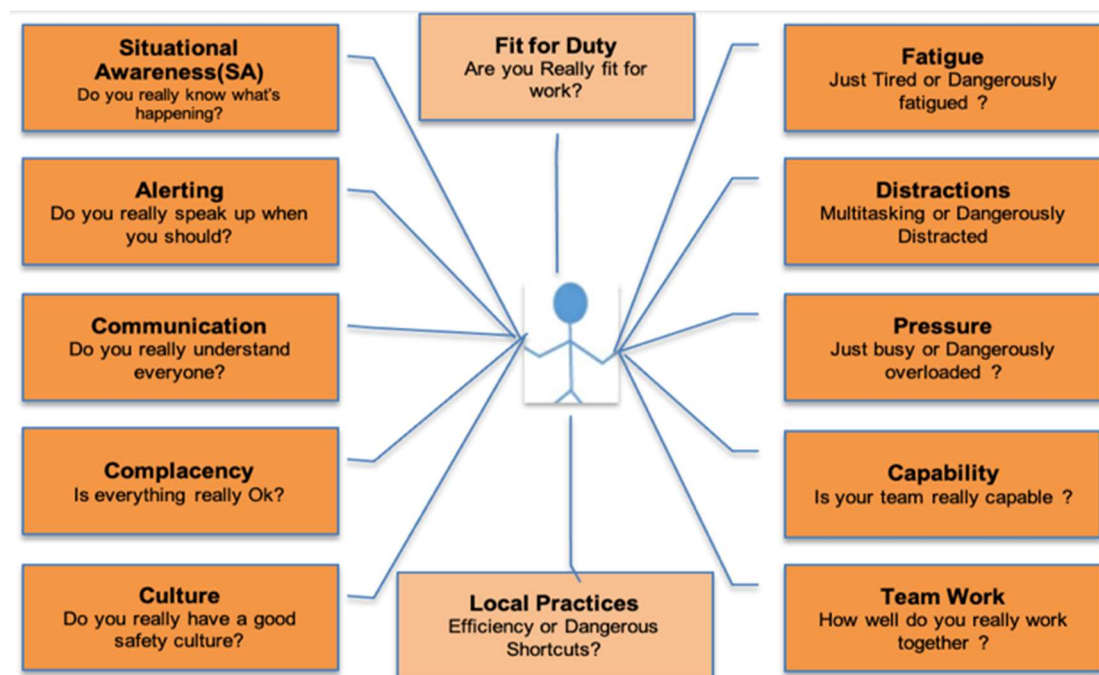 Situational
Awareness(SA)
Do you really know what's
happening?
Fit for Duty
Are you Really fit for
work?
Fatigue
Just Tired or Dangerously
fatigued ?
Alerting
Do you really speak up when
you should?
Distractions
Multitasking or Dangerously
Distracted
Communication
Do you really understand
everyone?
Pressure
Just busy or Dangerously
overloaded ?
Complacency
Is everything really Ok?
Capability
Is your team really capable ?
Culture
Do you really have a good
safety culture?
Local Practices
Efficiency or Dangerous
Shortcuts?
Team Work
How well do you really work
together ?